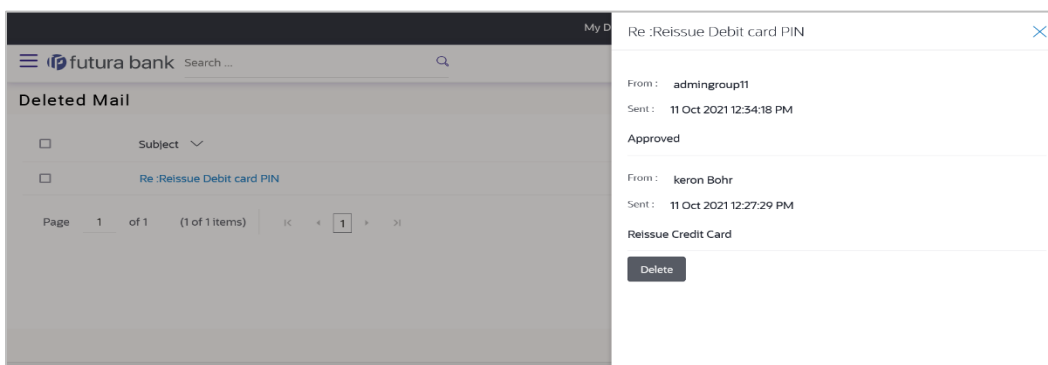 My D
futura bank Search ...
Deleted Mail
Subject
Re :Reissue Debit card PIN
Page 1 of 1 (1 of 1 items) 1
Re :Reissue Debit card PIN
From : admingroup11
Sent : 11 Oct 2021 12:34:18 PM
Approved
From : keron Bohr
Sent : 11 Oct 2021 12:27:29 PM
Reissue Credit Card
Delete